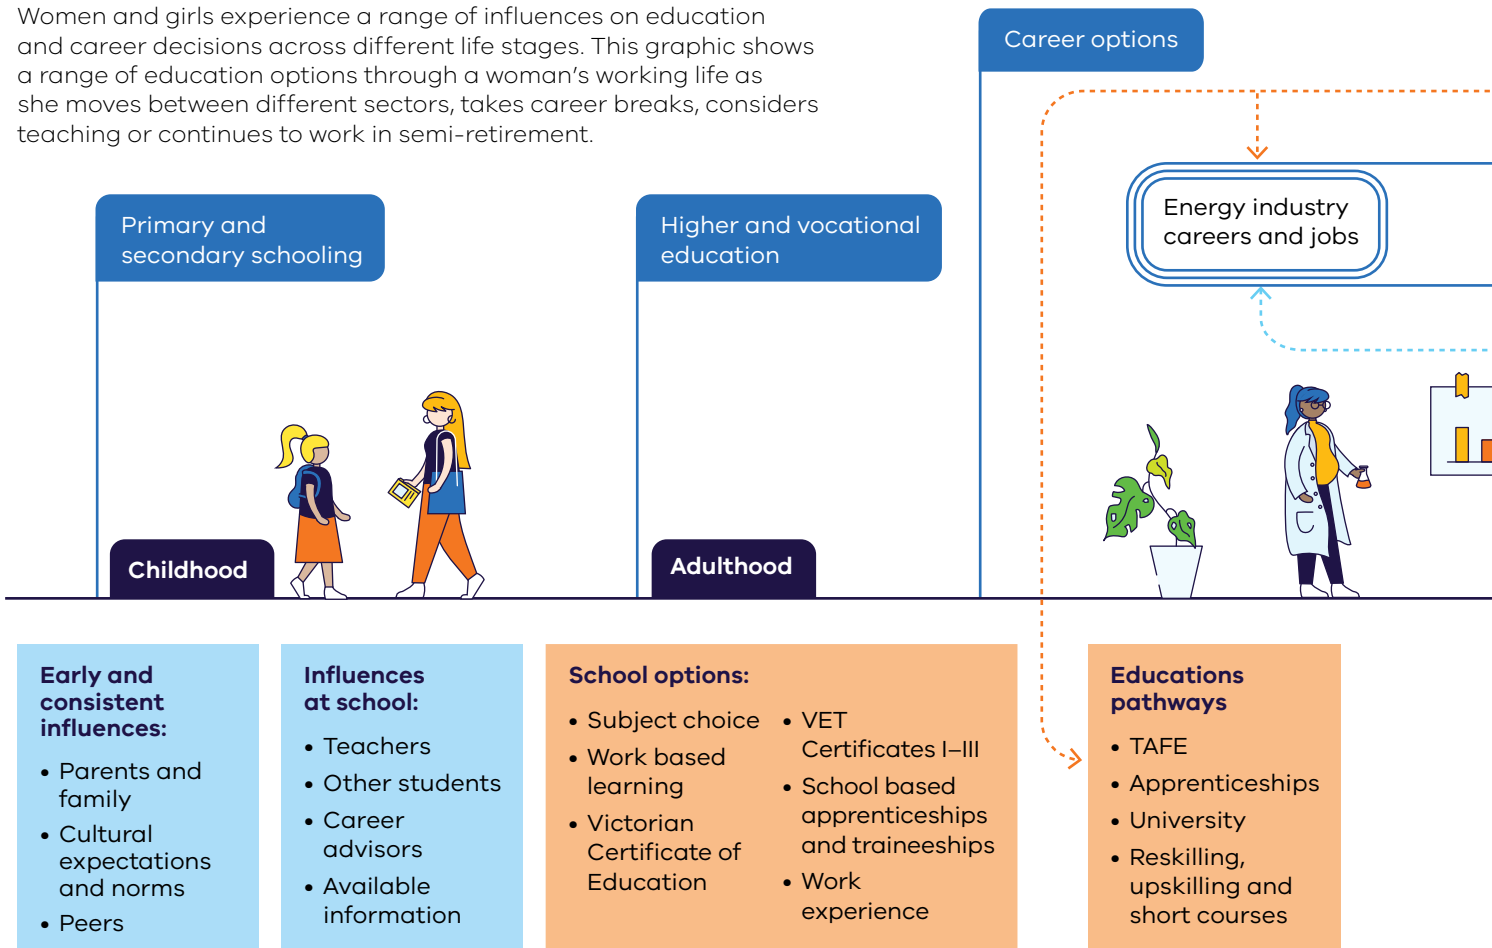 Women and girls experience a range of influences on education
and career decisions across different life stages. This graphic shows
a range of education options through a woman's working life as
she moves between different sectors, takes career breaks, considers
teaching or continues to work in semi-retirement.
Career options
Energy industry
careers and jobs
Primary and
secondary schooling
Higher and vocational
education
Childhood
Adulthood
Early and
consistent
influences:
• Parents and
family
• Cultural
expectations
and norms
• Peers
Influences
at school:
• Teachers
• Other students
• Career
advisors
• Available
information
School options:
• Subject choice
• Work based
learning
• Victorian
Certificate of
Education
• VET
Certificates I–III
• School based
apprenticeships
and traineeships
• Work
experience
Educations
pathways
• TAFE
• Apprenticeships
• University
• Reskilling,
upskilling and
short courses